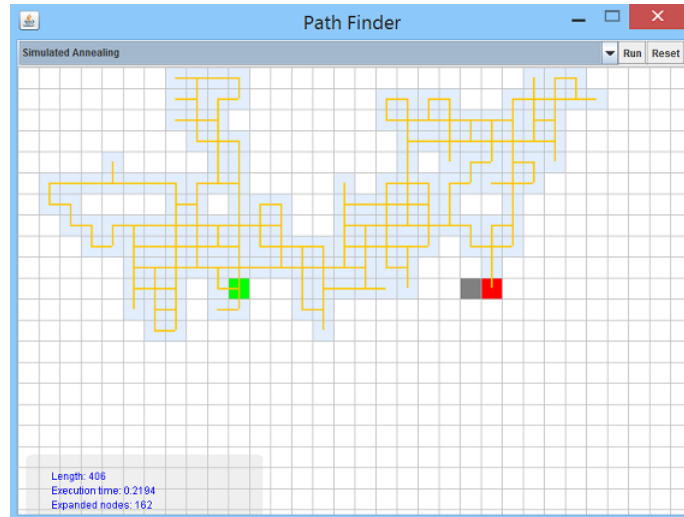 Path Finder
Simulated Annealing
Run Reset
Length: 406
Execution time: 0.2194
Expanded nodes: 162